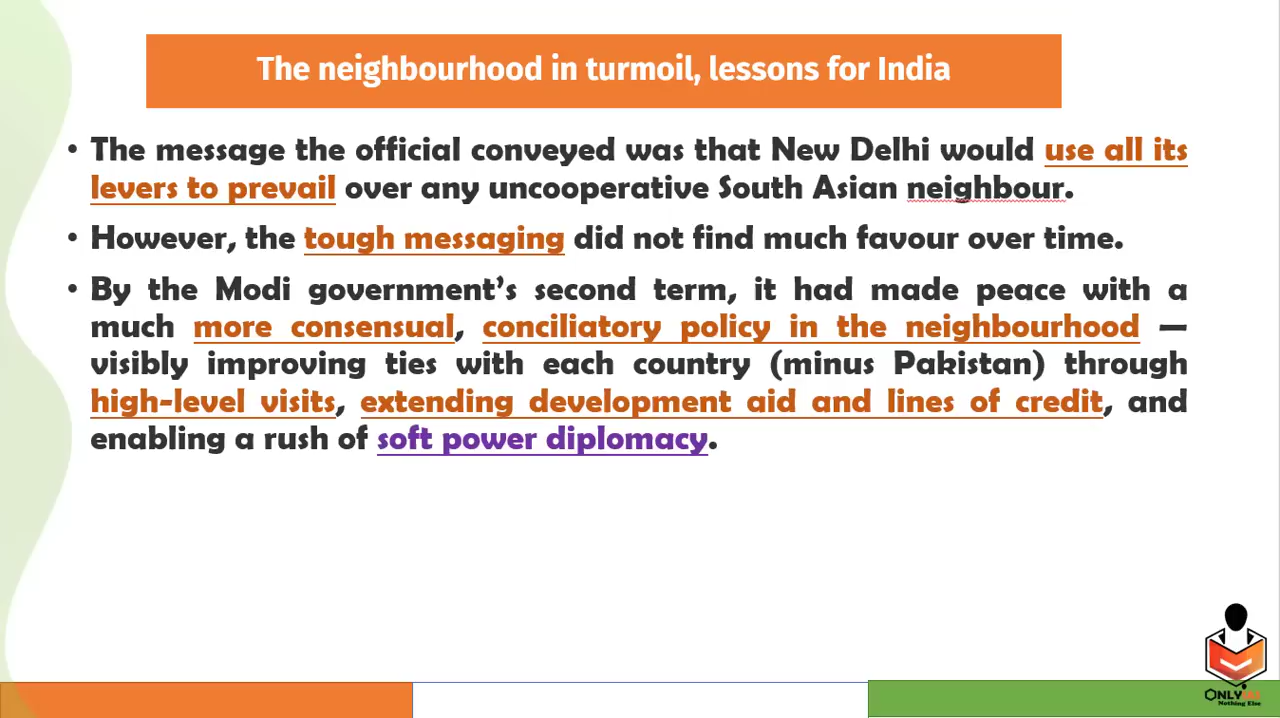 The neighbourhood in turmoil, lessons for India
• The message the official conveyed was that New Delhi would use all its
levers to prevail over any uncooperative South Asian neighbour.
• However, the tough messaging did not find much favour over time.
• By the Modi government's second term, it had made peace with a
much more consensual, conciliatory policy in the neighbourhood —
visibly improving ties with each country (minus Pakistan) through
high-level visits, extending development aid and lines of credit, and
enabling a rush of soft power diplomacy.
Nothing Else